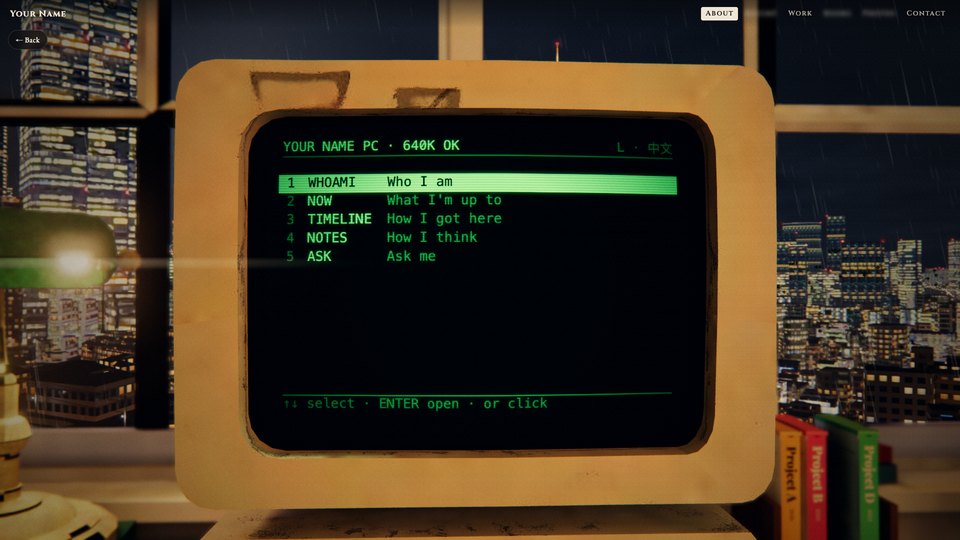 YOUR NAME
ABOUT
WORK
CONTACT
← Back
YOUR NAME PC · 640K OK
L · 中文
1 WHOAMI Who I am
2 NOW What I'm up to
3 TIMELINE How I got here
4 NOTES How I think
5 ASK Ask me
↑↓ select · ENTER open · or click
Project A
Project B
Project D